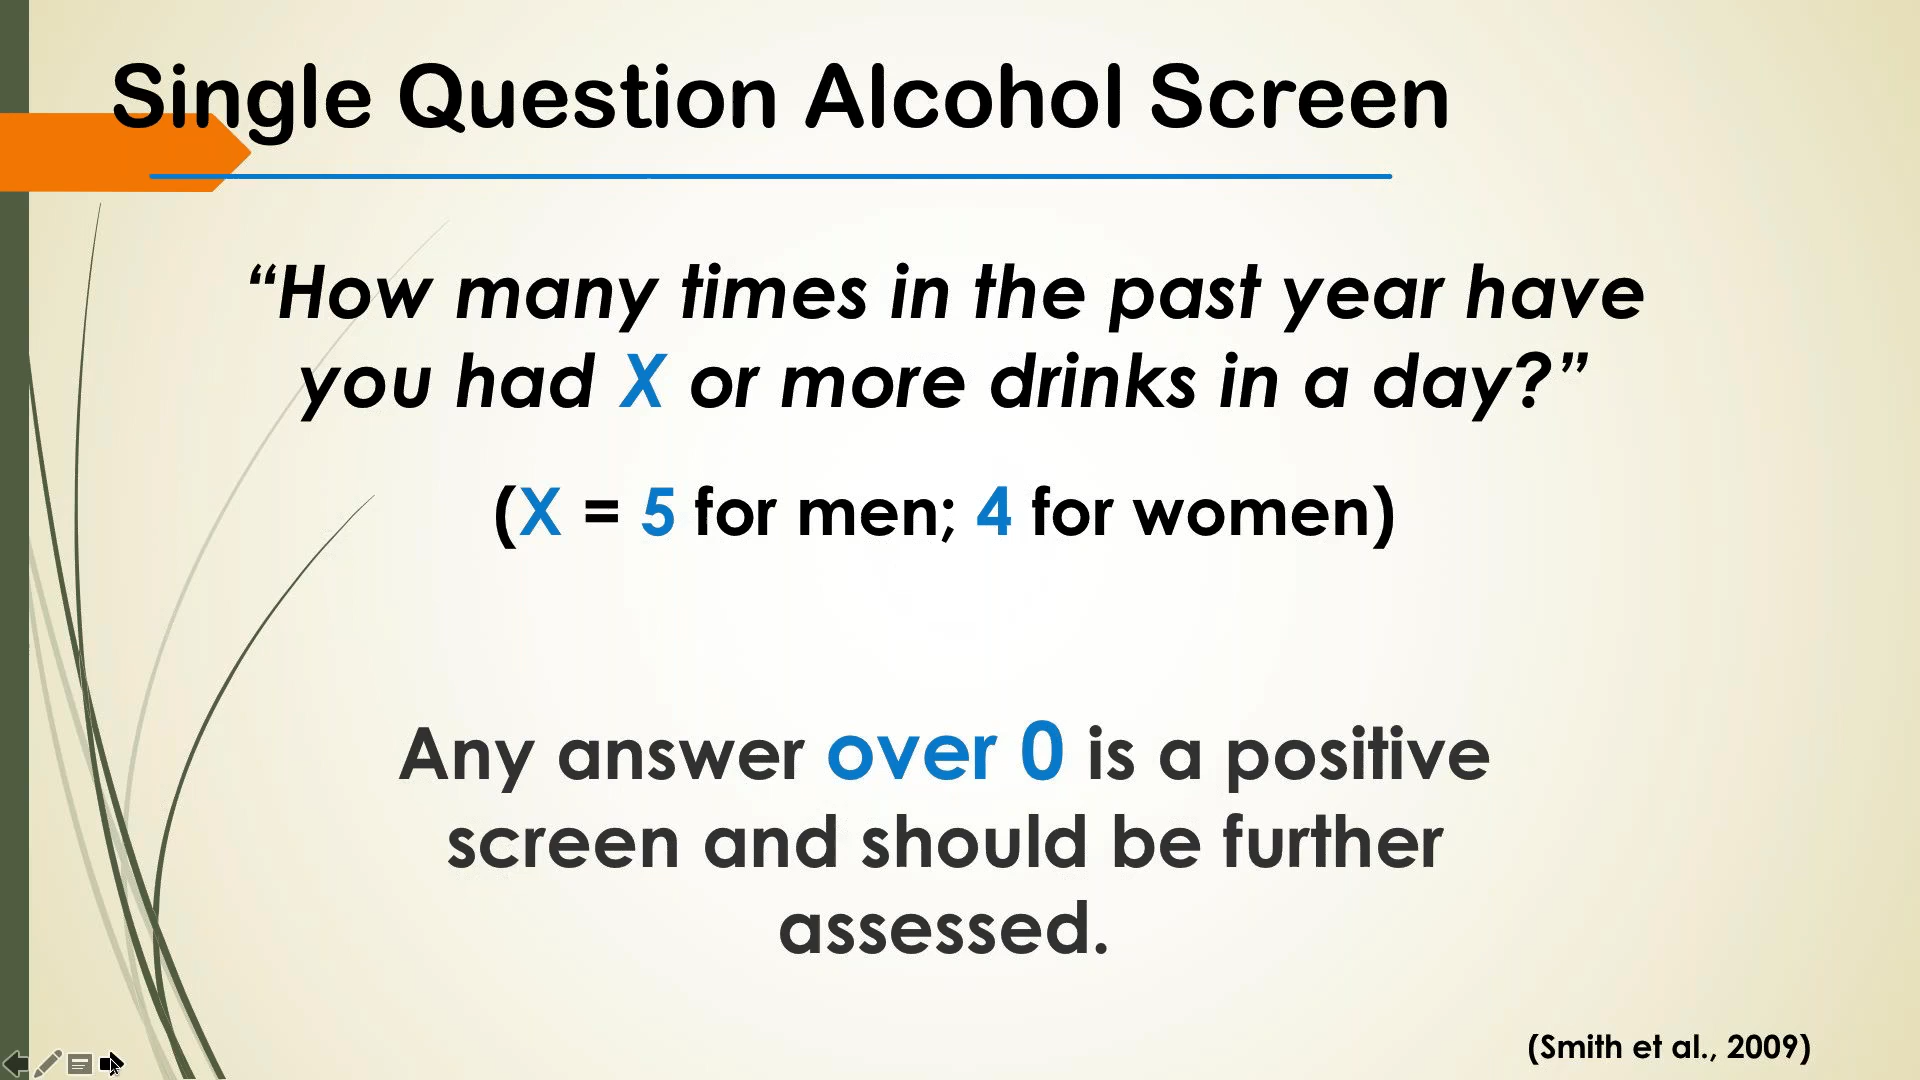 Single Question Alcohol Screen
“How many times in the past year have
you had X or more drinks in a day?”
(X = 5 for men; 4 for women)
Any answer over 0 is a positive
screen and should be further
assessed.
(Smith et al., 2009)